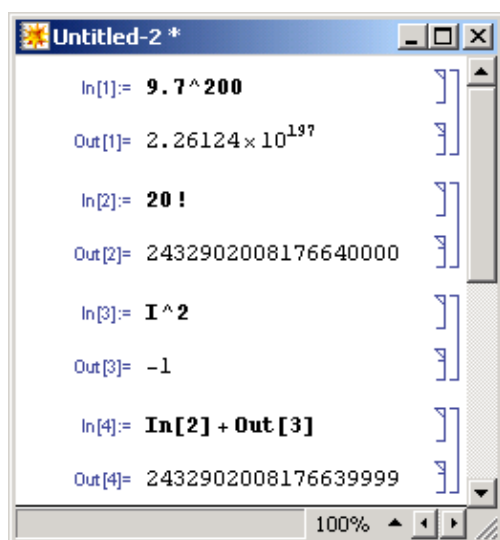 Untitled-2 *
In[1]:= 9.7^200
Out[1]= 2.26124×10^197
In[2]:= 20!
Out[2]= 2432902008176640000
In[3]:= I^2
Out[3]= -1
In[4]:= In[2] + Out[3]
Out[4]= 2432902008176639999
100%